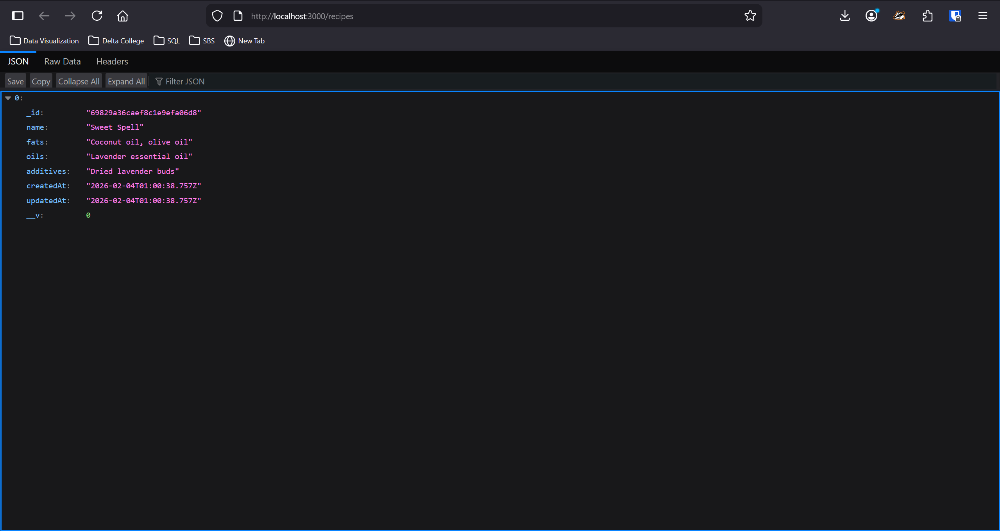 http://localhost:3000/recipes
Data Visualization Delta College SQL SBS New Tab
JSON Raw Data Headers
Save Copy Collapse All Expand All Filter JSON
0:
_id: "69829a36caef8c1e9efa06d8"
name: "Sweet Spell"
fats: "Coconut oil, olive oil"
oils: "Lavender essential oil"
additives: "Dried lavender buds"
createdAt: "2026-02-04T01:00:38.757Z"
updatedAt: "2026-02-04T01:00:38.757Z"
__v: 0